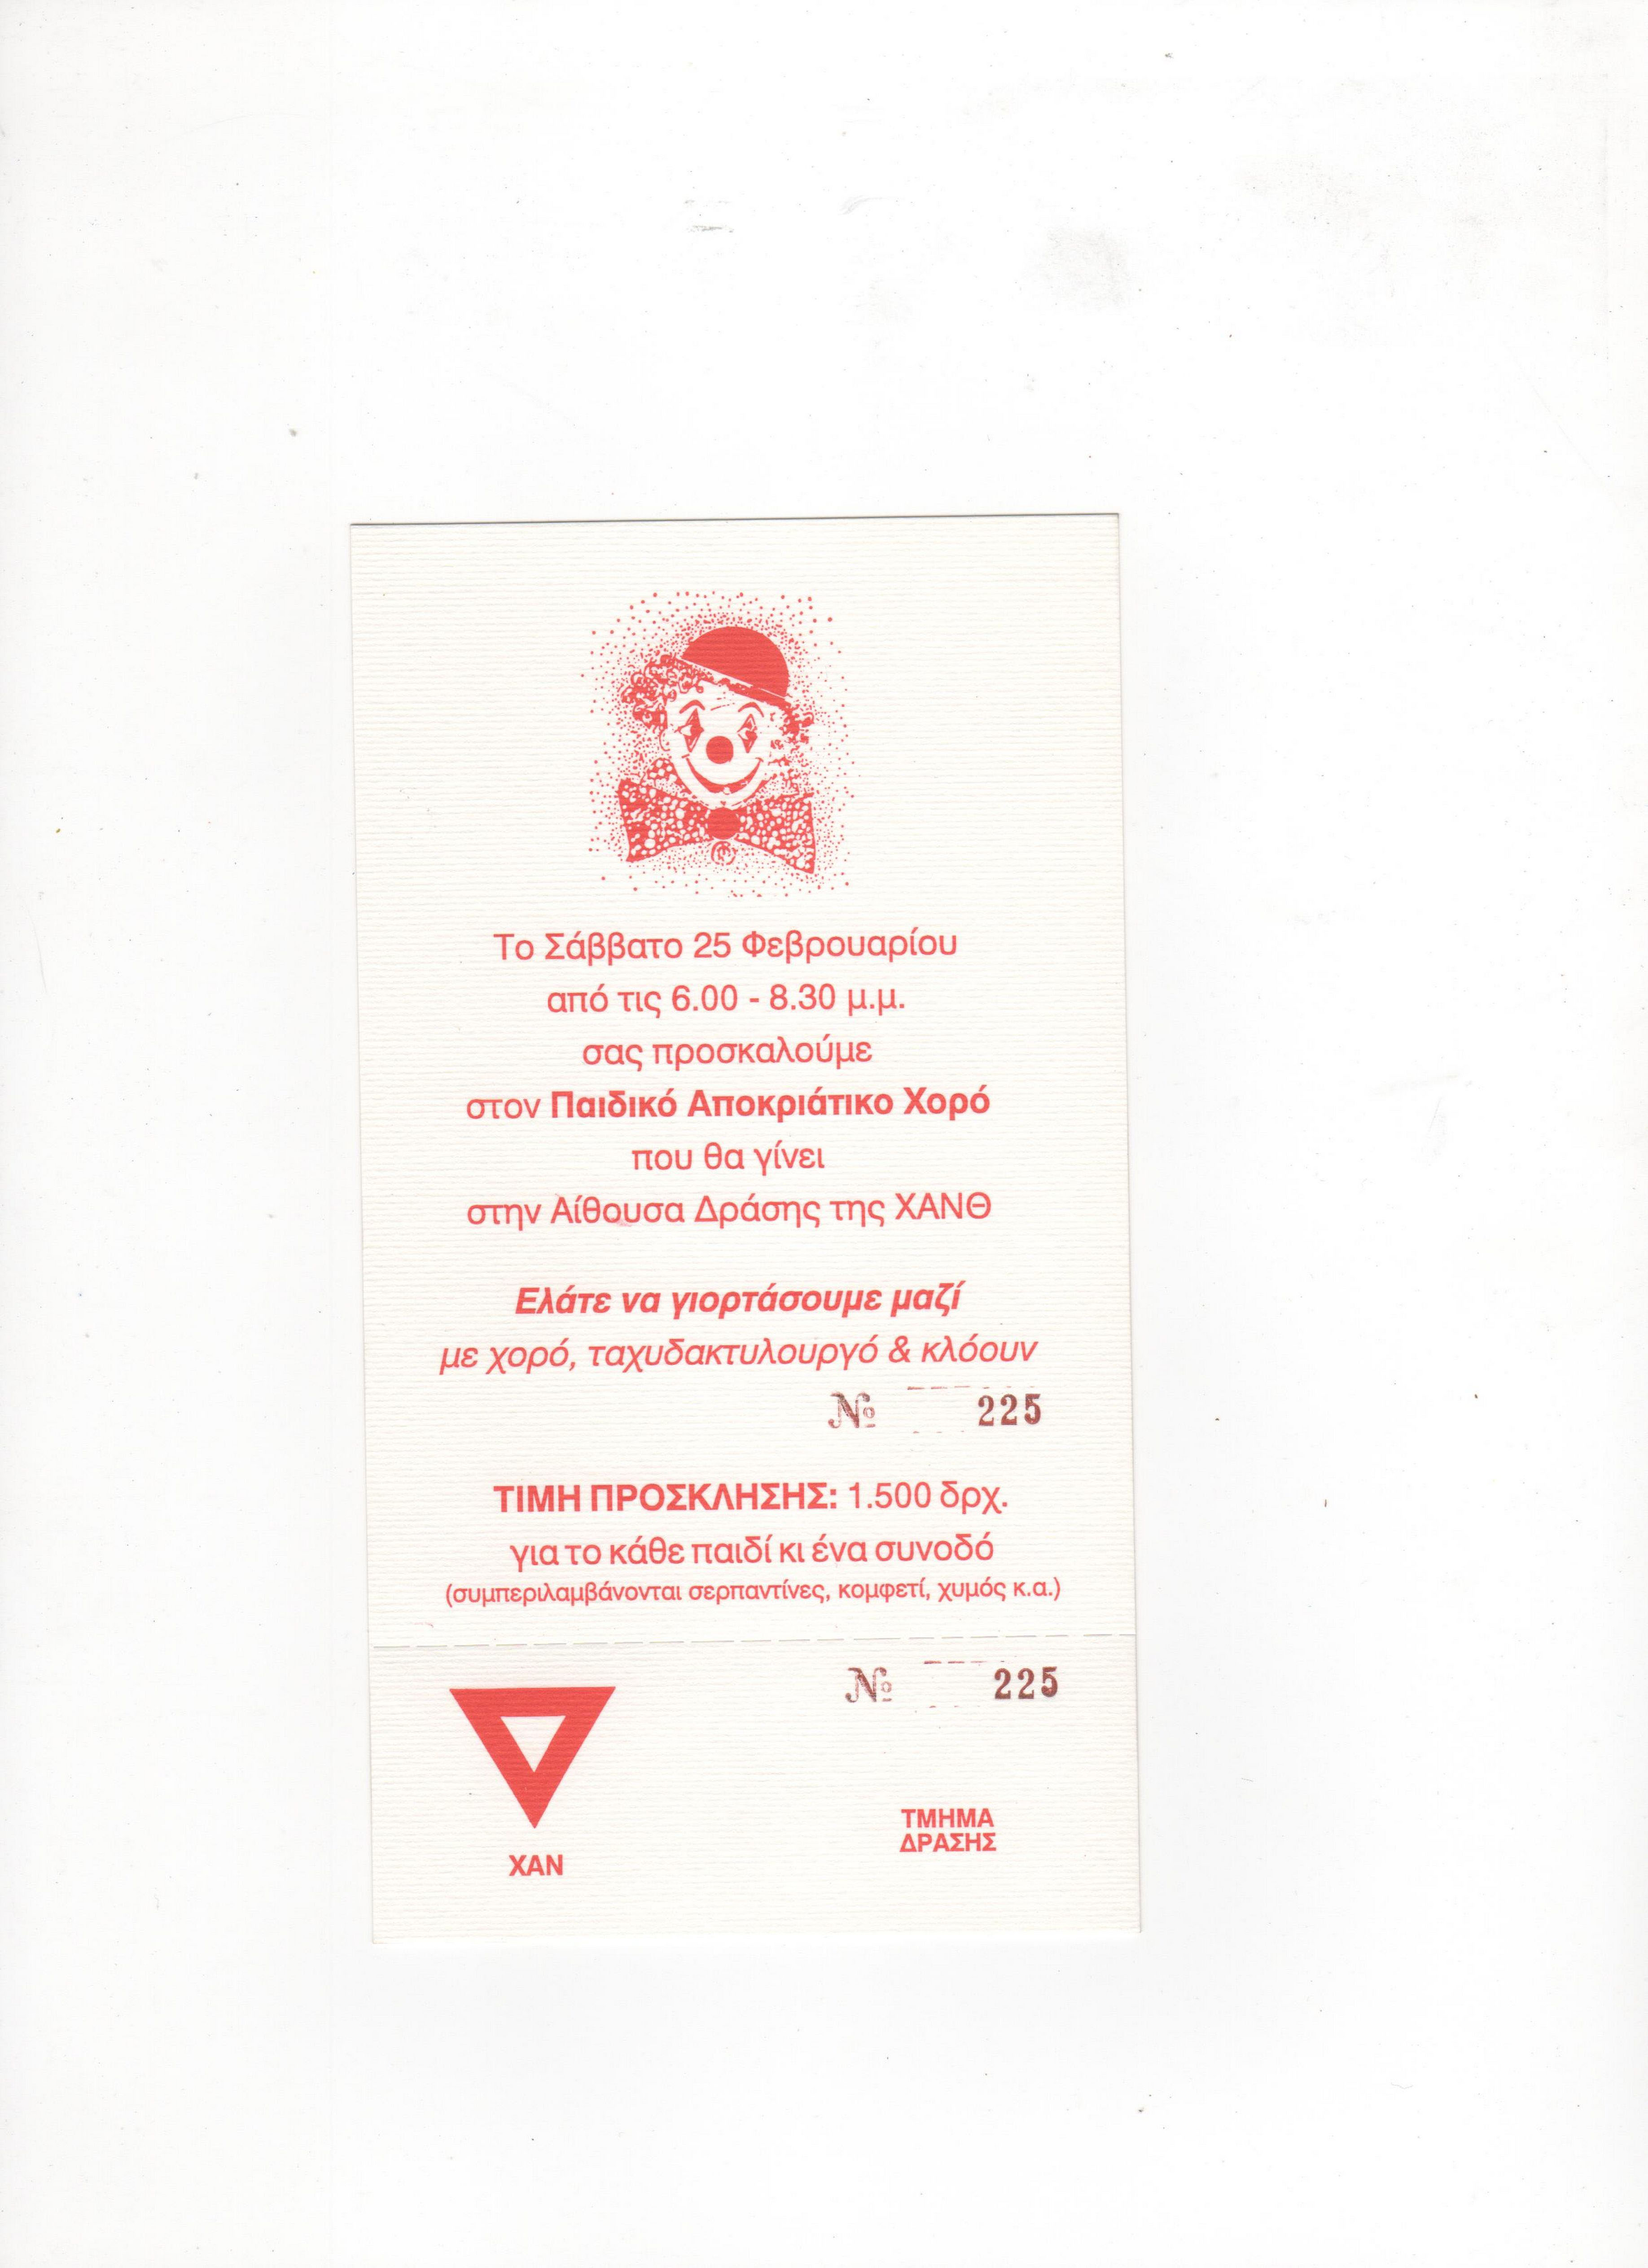 Το Σάββατο 25 Φεβρουαρίου
από τις 6.00 - 8.30 μ.μ.
σας προσκαλούμε
στον Παιδικό Αποκριάτικο Χορό
που θα γίνει
στην Αίθουσα Δράσης της ΧΑΝΘ
Ελάτε να γιορτάσουμε μαζί
με χορό, ταχυδακτυλουργό & κλόουν
№ 225
ΤΙΜΗ ΠΡΟΣΚΛΗΣΗΣ: 1.500 δρχ.
για το κάθε παιδί κι ένα συνοδό
(συμπεριλαμβάνονται σερπαντίνες, κομφετί, χυμός κ.α.)
№ 225
ΧΑΝ
ΤΜΗΜΑ
ΔΡΑΣΗΣ